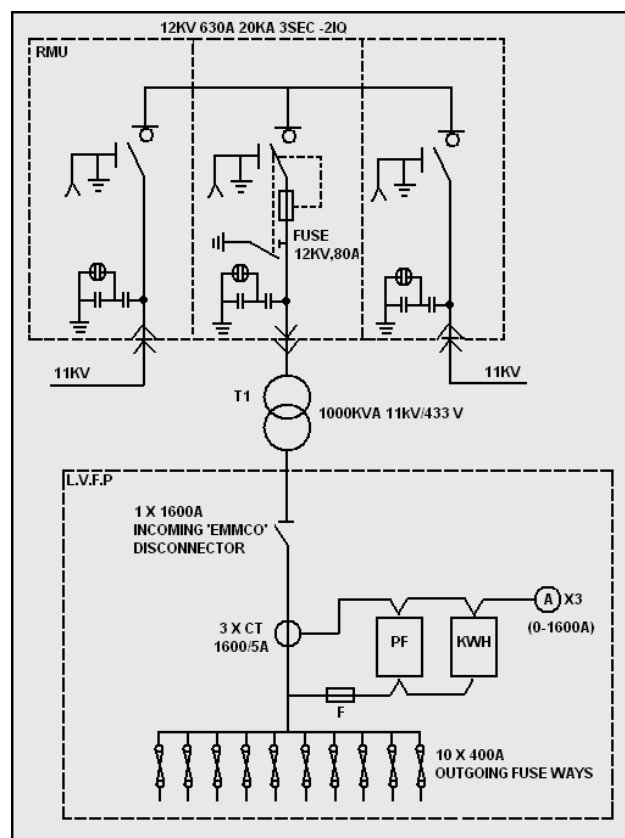 12KV 630A 20KA 3SEC -2IQ
RMU
FUSE
12KV,80A
11KV
11KV
T1
1000KVA 11kV/433 V
L.V.F.P
1 X 1600A
INCOMING 'EMMCO'
DISCONNECTOR
3 X CT
1600/5A
PF
KWH
A X3
(0-1600A)
F
10 X 400A
OUTGOING FUSE WAYS